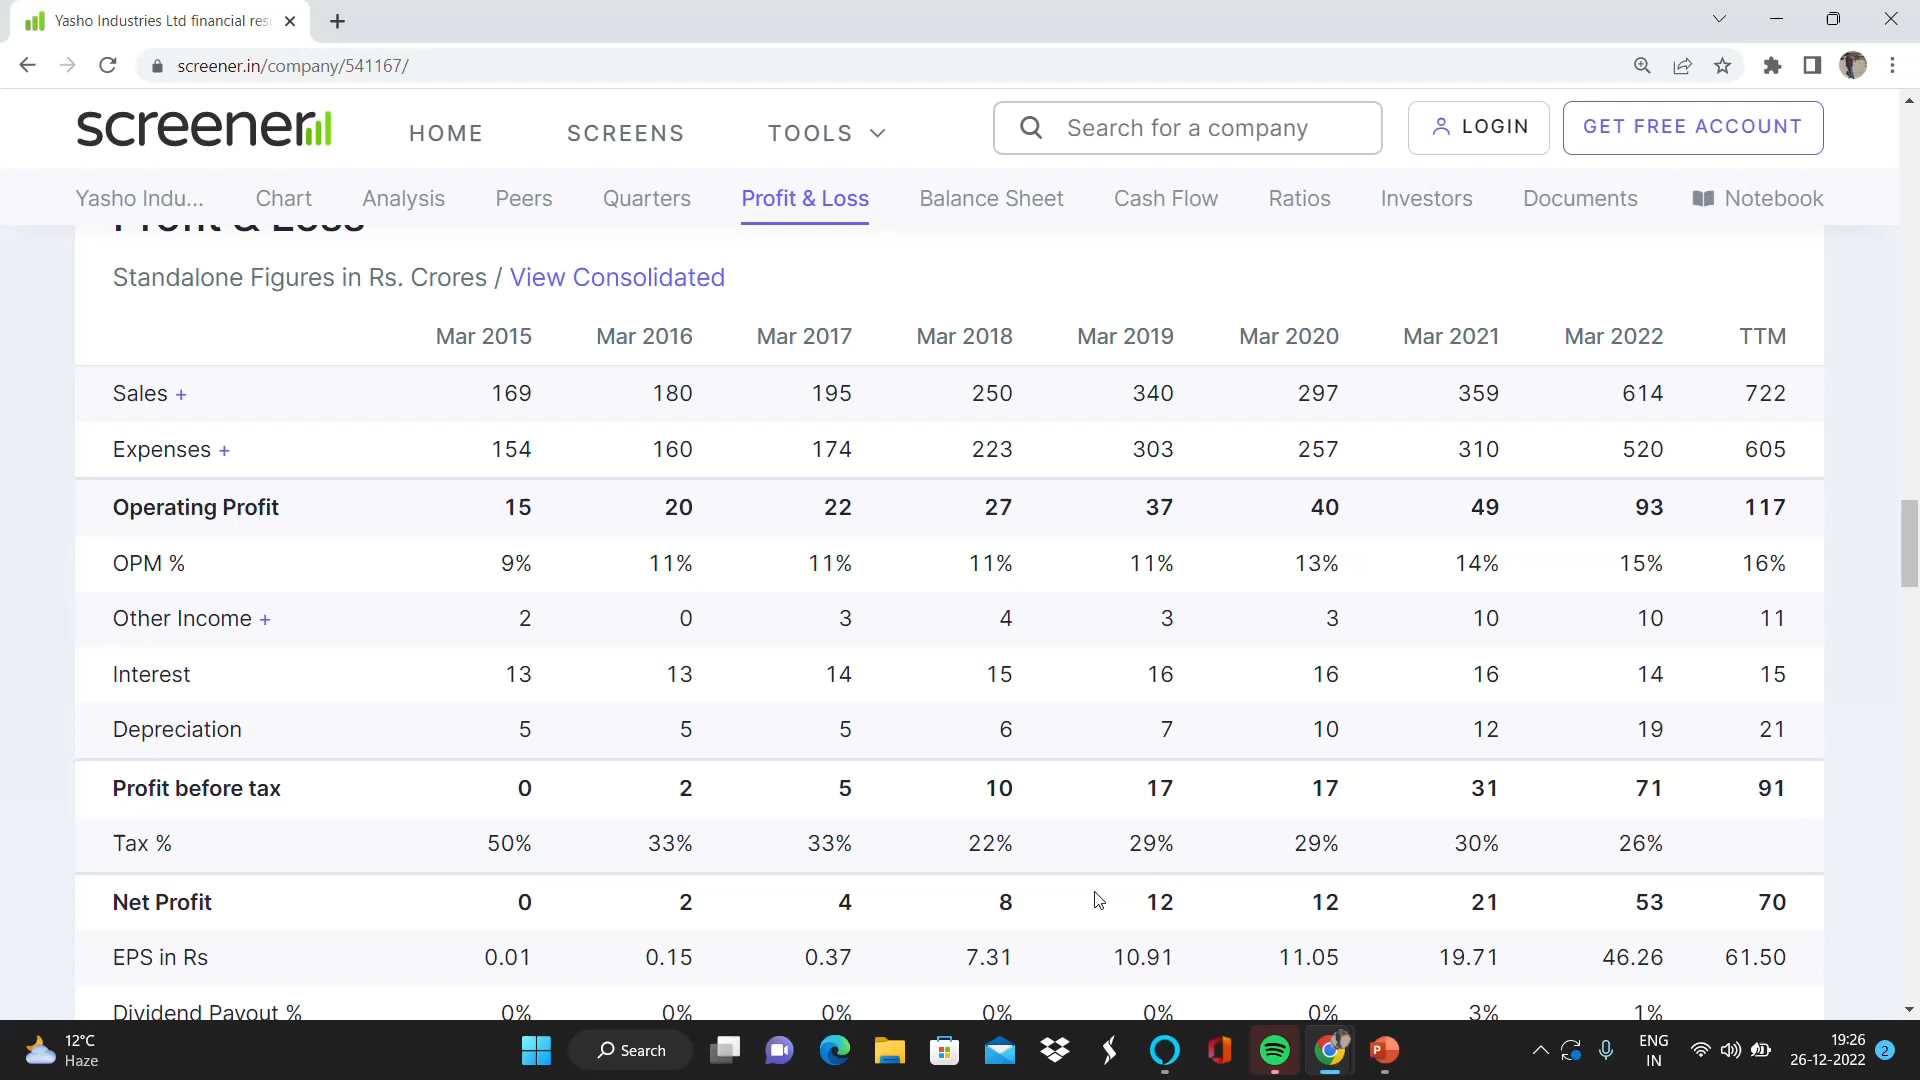 Yasho Industries Ltd financial resu
screener.in/company/541167/
screener
HOME
SCREENS
TOOLS
Search for a company
LOGIN
GET FREE ACCOUNT
Yasho Indu... Chart Analysis Peers Quarters Profit & Loss Balance Sheet Cash Flow Ratios Investors Documents Notebook
Profit & Loss
Standalone Figures in Rs. Crores / View Consolidated
Mar 2015 Mar 2016 Mar 2017 Mar 2018 Mar 2019 Mar 2020 Mar 2021 Mar 2022 TTM
Sales + 169 180 195 250 340 297 359 614 722
Expenses + 154 160 174 223 303 257 310 520 605
Operating Profit 15 20 22 27 37 40 49 93 117
OPM % 9% 11% 11% 11% 11% 13% 14% 15% 16%
Other Income + 2 0 3 4 3 3 10 10 11
Interest 13 13 14 15 16 16 16 14 15
Depreciation 5 5 5 6 7 10 12 19 21
Profit before tax 0 2 5 10 17 17 31 71 91
Tax % 50% 33% 33% 22% 29% 29% 30% 26%
Net Profit 0 2 4 8 12 12 21 53 70
EPS in Rs 0.01 0.15 0.37 7.31 10.91 11.05 19.71 46.26 61.50
Dividend Payout % 0% 0% 0% 0% 0% 0% 3% 1%
12°C
Haze
Search
ENG
IN
19:26
26-12-2022
2